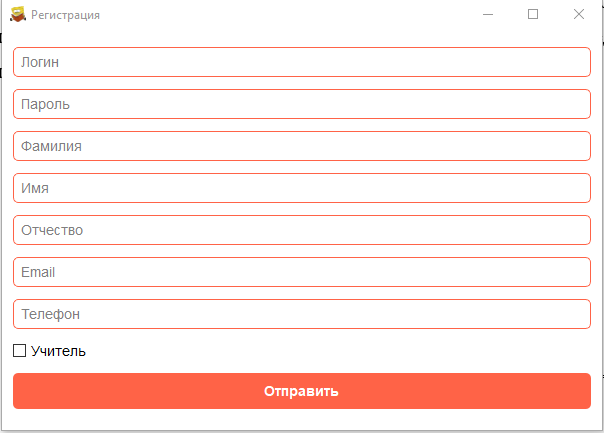 Регистрация
Логин
Пароль
Фамилия
Имя
Отчество
Email
Телефон
Учитель
Отправить